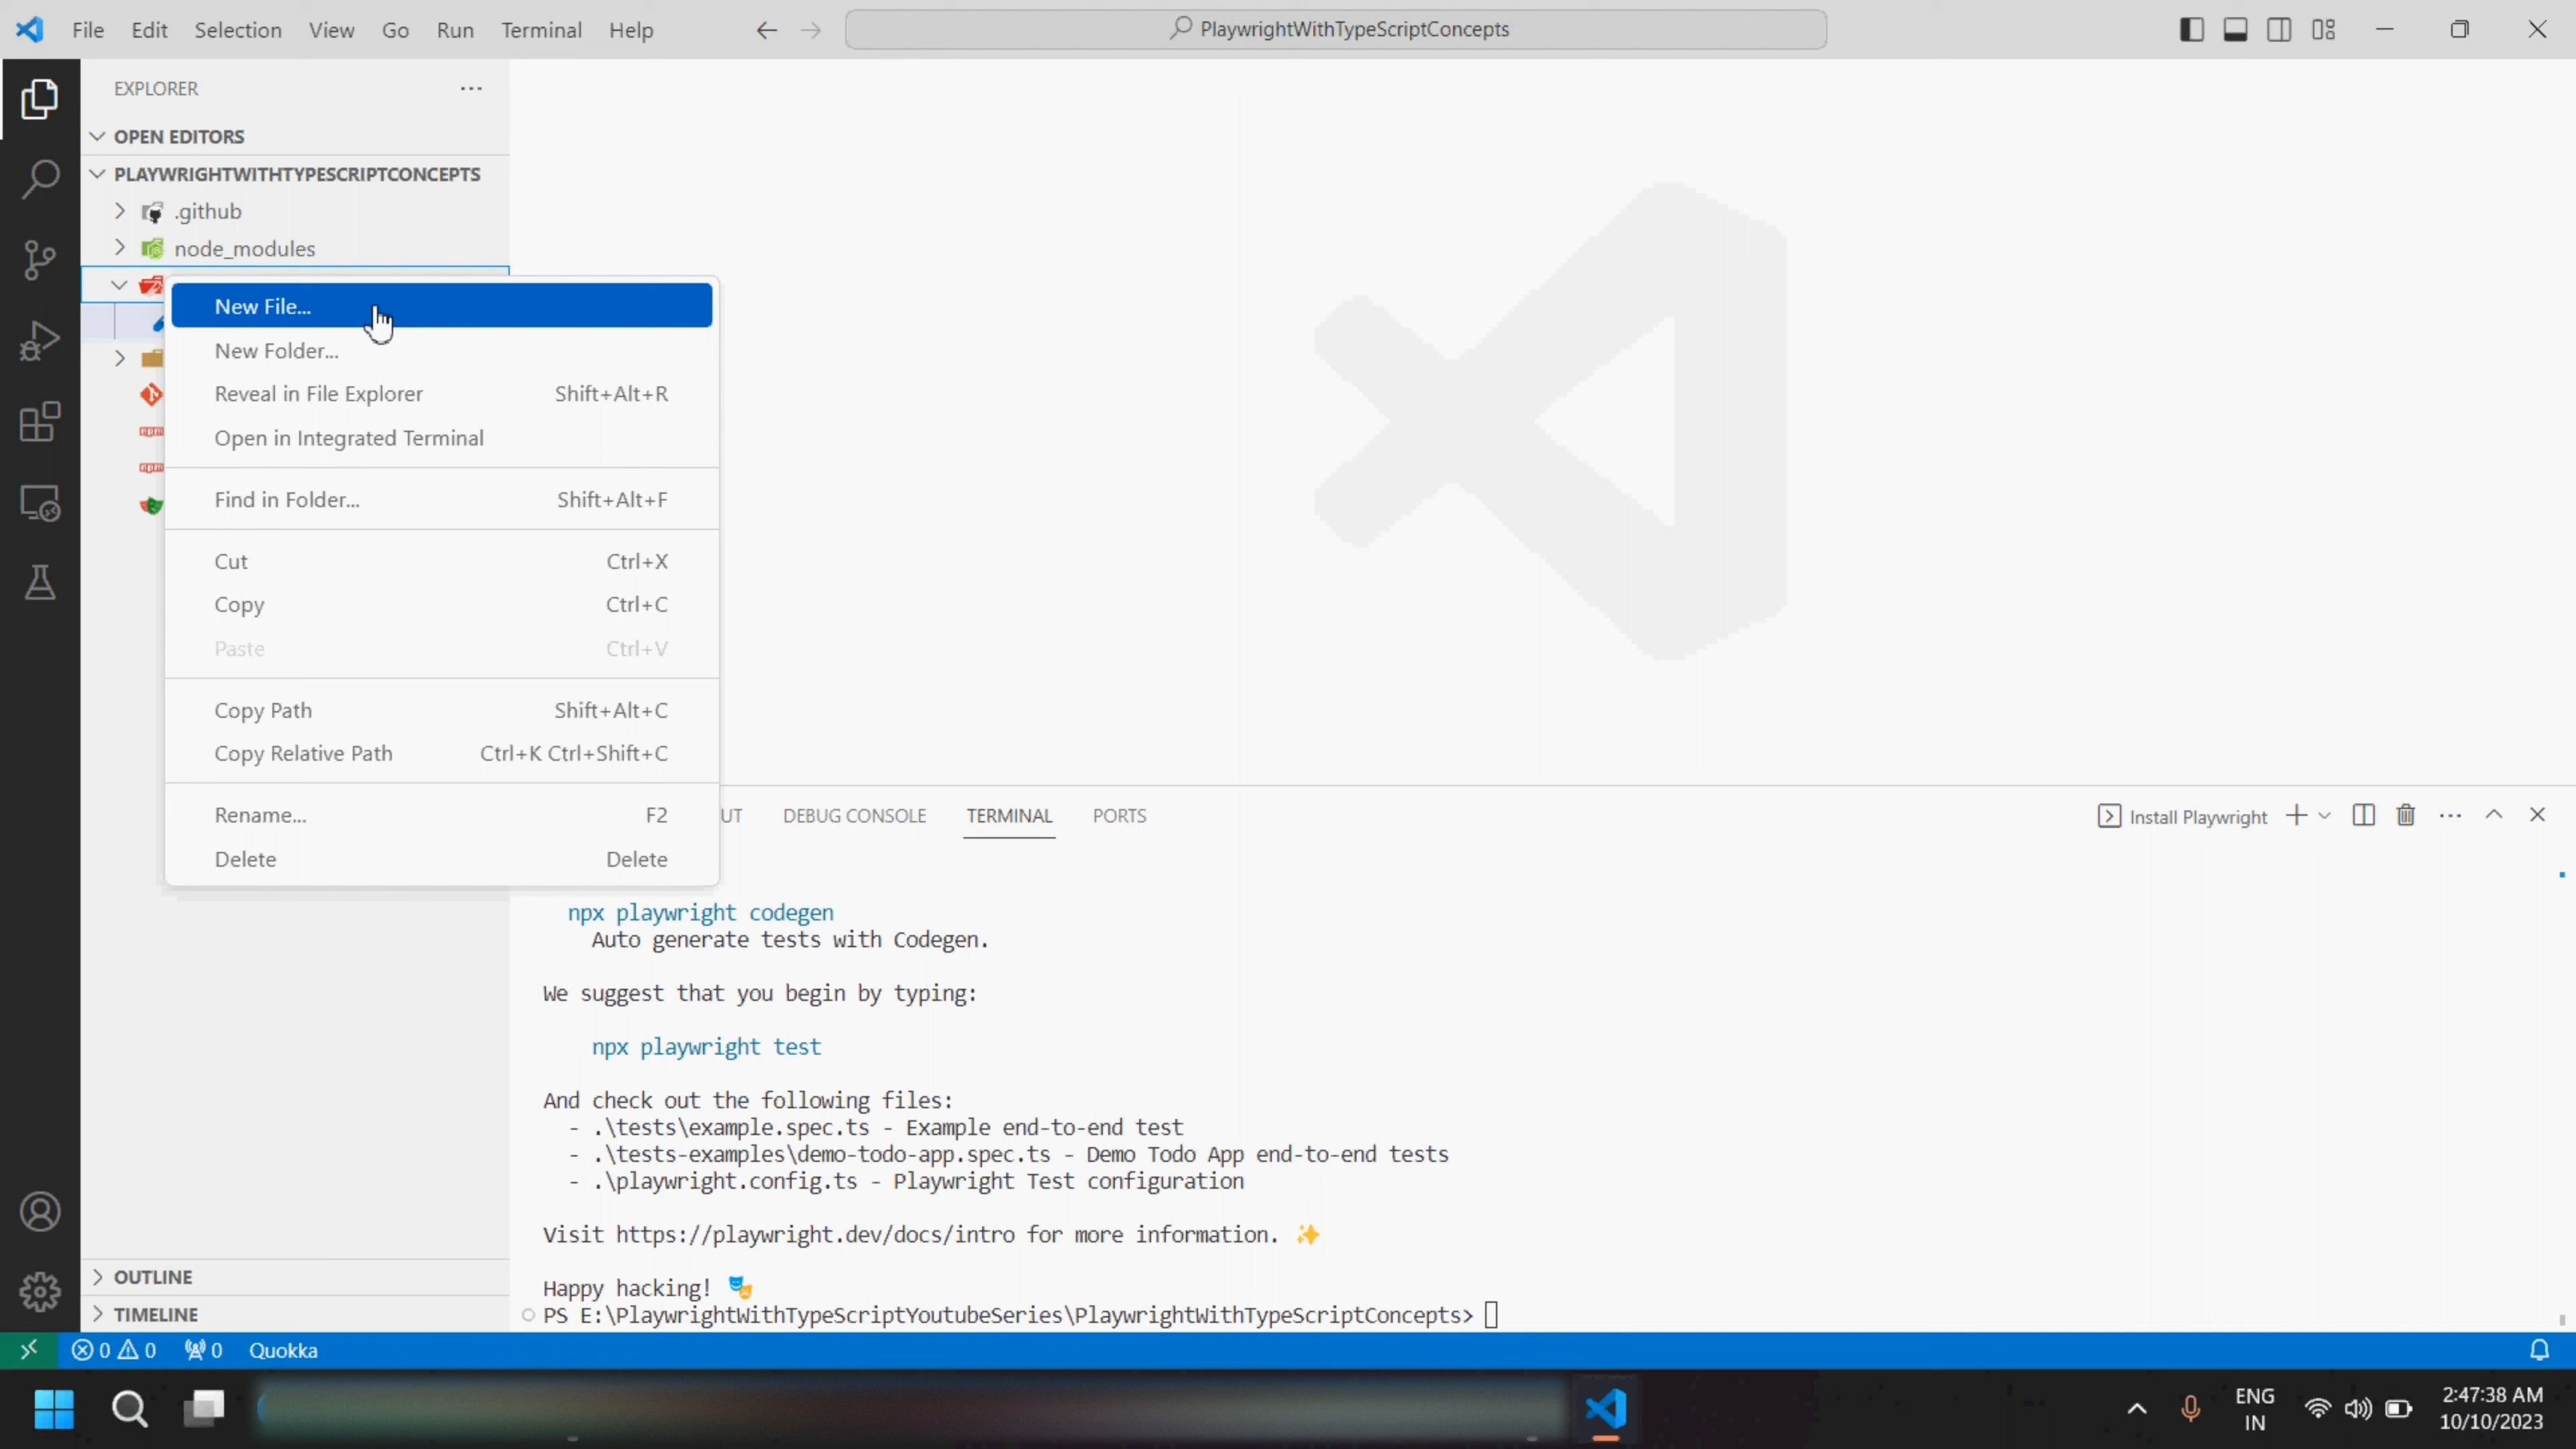 File Edit Selection View Go Run Terminal Help
PlaywrightWithTypeScriptConcepts
EXPLORER
OPEN EDITORS
PLAYWRIGHTWITHTYPESCRIPTCONCEPTS
.github
node_modules
New File...
New Folder...
Reveal in File Explorer Shift+Alt+R
Open in Integrated Terminal
Find in Folder... Shift+Alt+F
Cut Ctrl+X
Copy Ctrl+C
Paste Ctrl+V
Copy Path Shift+Alt+C
Copy Relative Path Ctrl+K Ctrl+Shift+C
Rename... F2
Delete Delete
UT DEBUG CONSOLE TERMINAL PORTS
Install Playwright
npx playwright codegen
Auto generate tests with Codegen.
We suggest that you begin by typing:
npx playwright test
And check out the following files:
- .\tests\example.spec.ts - Example end-to-end test
- .\tests-examples\demo-todo-app.spec.ts - Demo Todo App end-to-end tests
- .\playwright.config.ts - Playwright Test configuration
Visit https://playwright.dev/docs/intro for more information. ✨
Happy hacking! 🎭
PS E:\PlaywrightWithTypeScriptYoutubeSeries\PlaywrightWithTypeScriptConcepts>
OUTLINE
TIMELINE
0 0 0 Quokka
ENG
IN
2:47:38 AM
10/10/2023